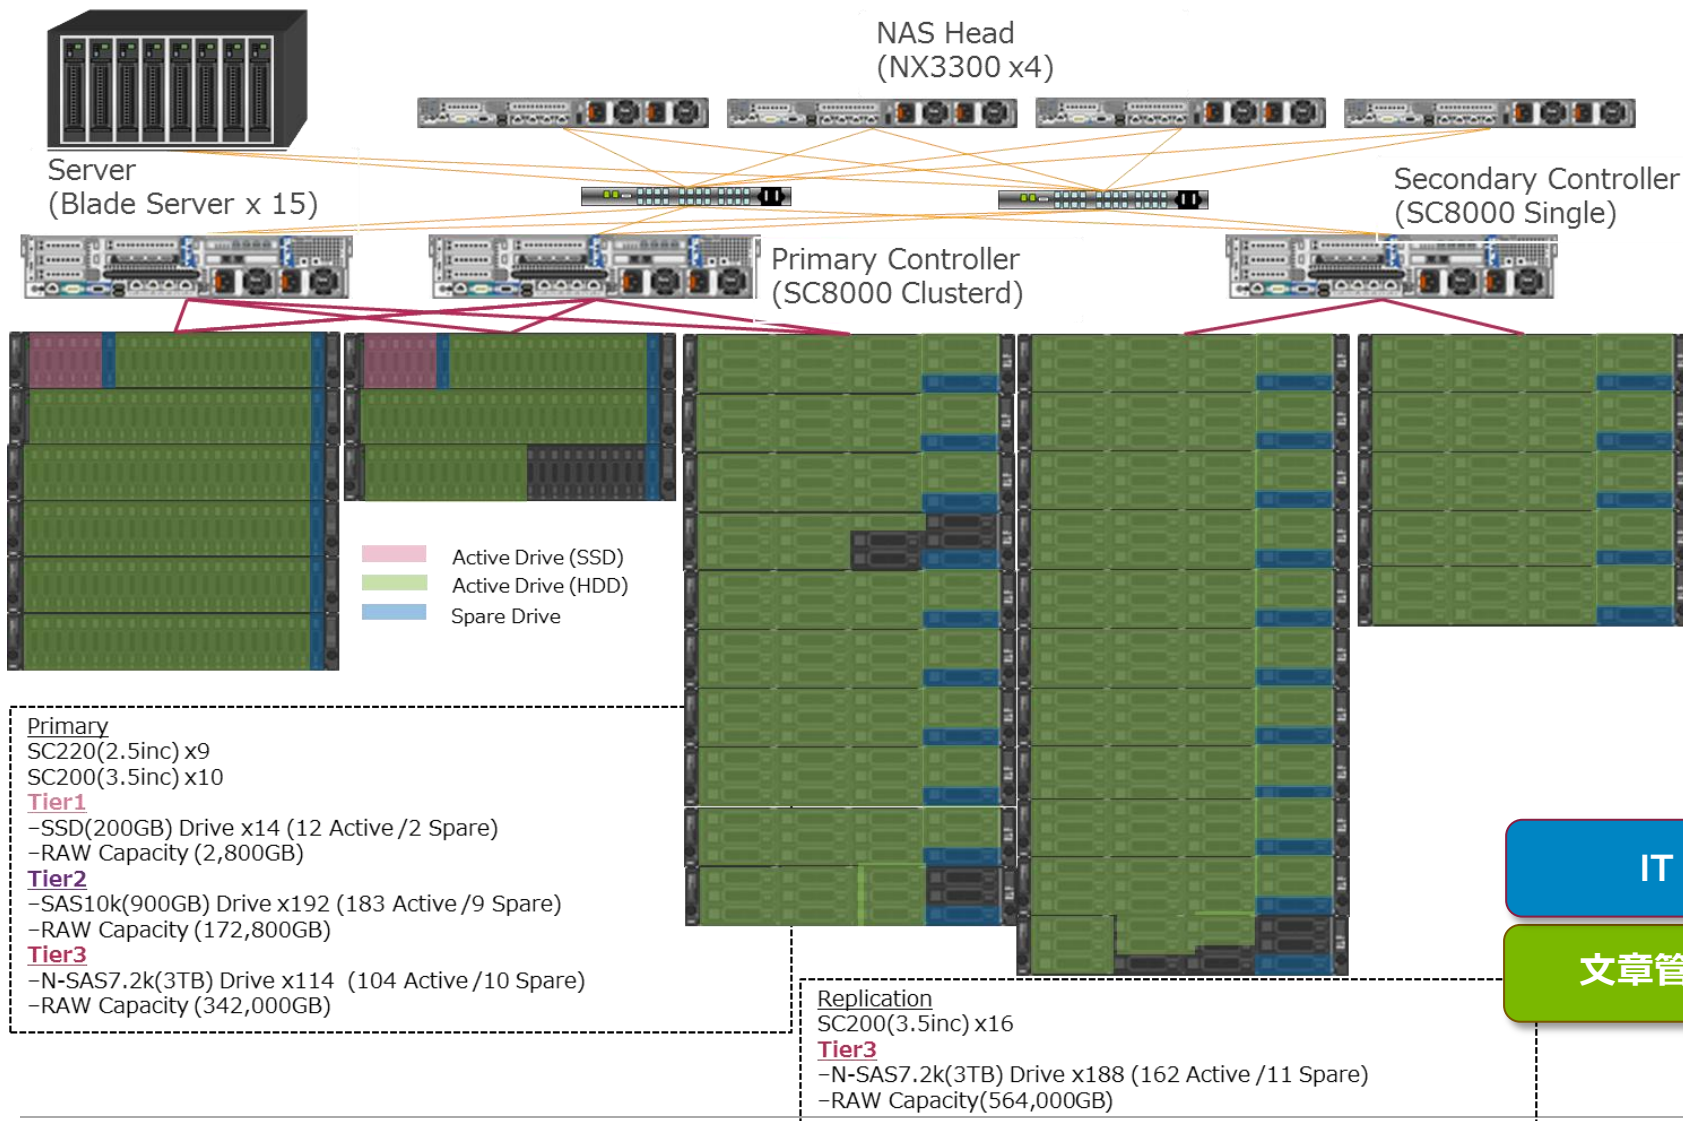 NAS Head
(NX3300 x4)
Server
(Blade Server x 15)
Secondary Controller
(SC8000 Single)
Primary Controller
(SC8000 Clusterd)
Active Drive (SSD)
Active Drive (HDD)
Spare Drive
Primary
SC220(2.5inc) x9
SC200(3.5inc) x10
Tier1
–SSD(200GB) Drive x14 (12 Active /2 Spare)
–RAW Capacity (2,800GB)
Tier2
–SAS10k(900GB) Drive x192 (183 Active /9 Spare)
–RAW Capacity (172,800GB)
Tier3
–N-SAS7.2k(3TB) Drive x114 (104 Active /10 Spare)
–RAW Capacity (342,000GB)
Replication
SC200(3.5inc) x16
Tier3
–N-SAS7.2k(3TB) Drive x188 (162 Active /11 Spare)
–RAW Capacity(564,000GB)
IT
文章管